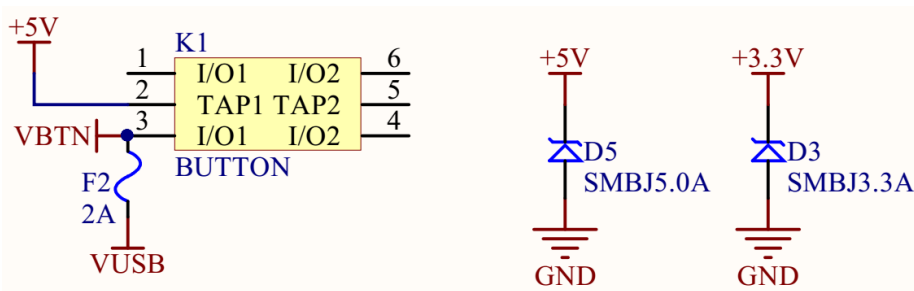 +5V
K1
1 I/O1 I/O2 6
2 TAP1 TAP2 5
3 I/O1 I/O2 4
VBTN
BUTTON
F2
2A
VUSB
+5V
D5
SMBJ5.0A
GND
+3.3V
D3
SMBJ3.3A
GND